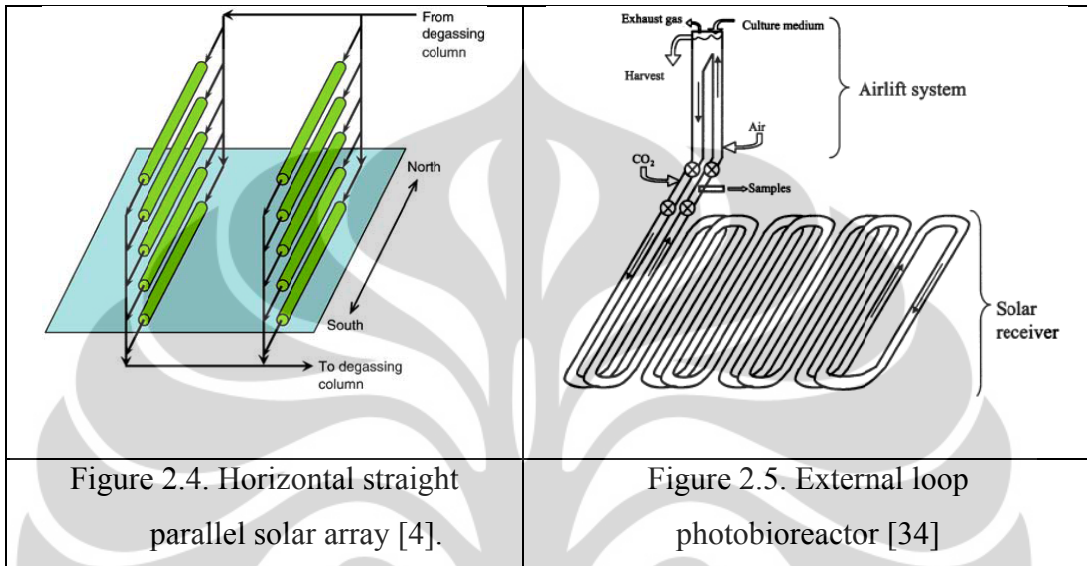 From
degassing
column
North
South
To degassing
column
Figure 2.4. Horizontal straight
parallel solar array [4].
Exhaust gas
Culture medium
Harvest
Airlift system
Air
CO₂
Samples
Solar
receiver
Figure 2.5. External loop
photobioreactor [34]